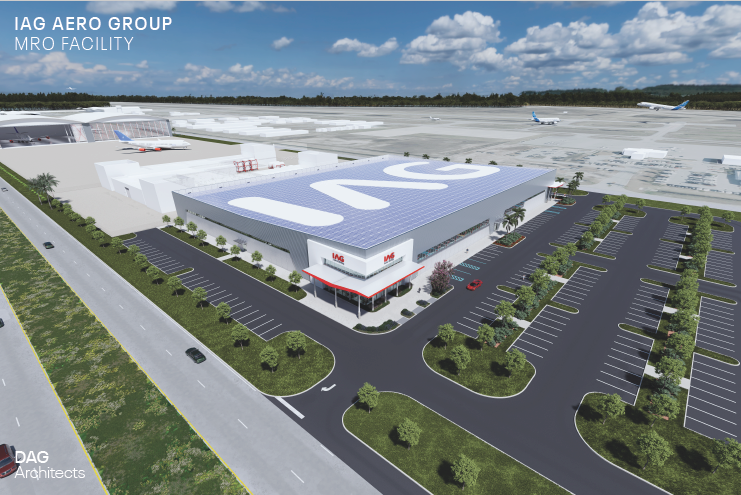 IAG AERO GROUP
MRO FACILITY
IAG
IAG
IAG
DAG
Architects